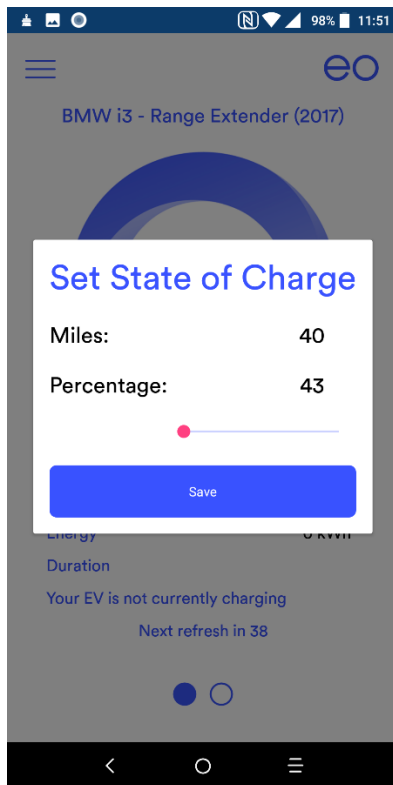 98% 11:51
eo
BMW i3 - Range Extender (2017)
Set State of Charge
Miles: 40
Percentage: 43
Save
Energy 0 kWh
Duration
Your EV is not currently charging
Next refresh in 38